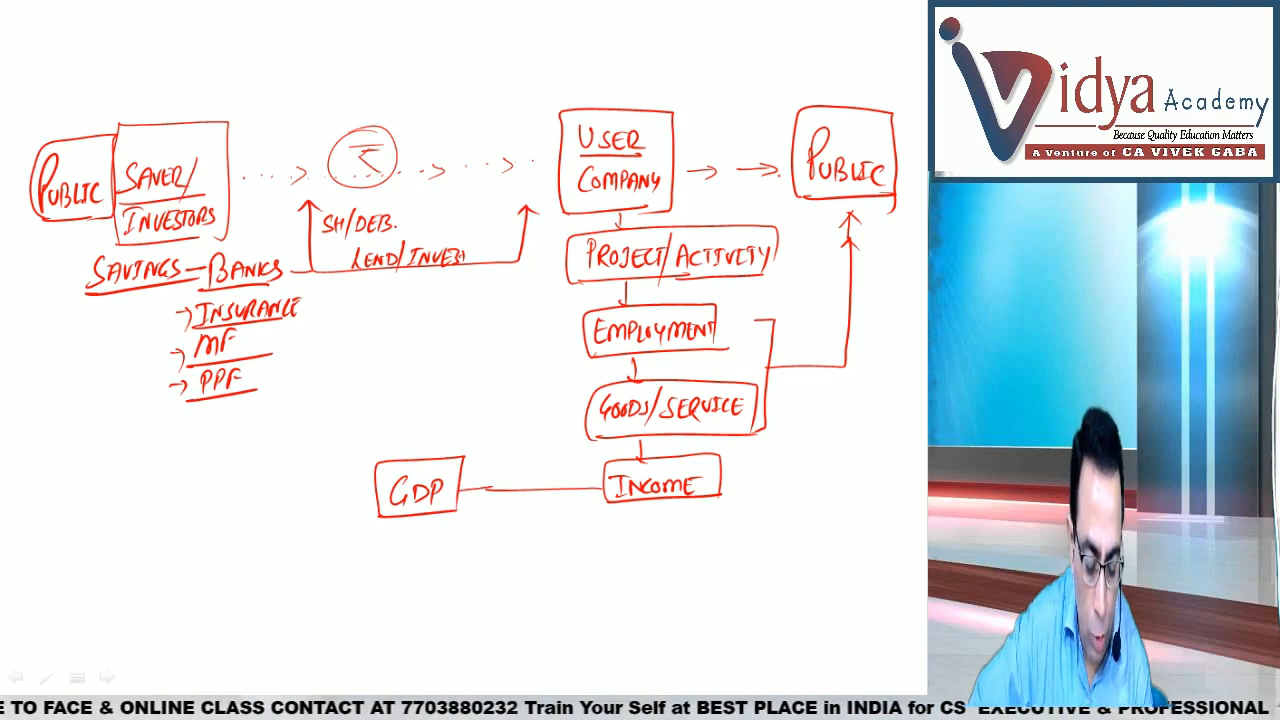 PUBLIC
SAVER/
INVESTORS
₹
USER
COMPANY
PUBLIC
SH/DEB.
LEND/INVEST
SAVINGS - BANKS
→ INSURANCE
→ MF
→ PPF
PROJECT/ACTIVITY
EMPLOYMENT
GOODS/SERVICE
INCOME
GDP
Vidya
Academy
Because Quality Education Matters
A Venture of CA VIVEK GABA
E TO FACE & ONLINE CLASS CONTACT AT 7703880232 Train Your Self at BEST PLACE in INDIA for CS EXECUTIVE & PROFESSIONAL